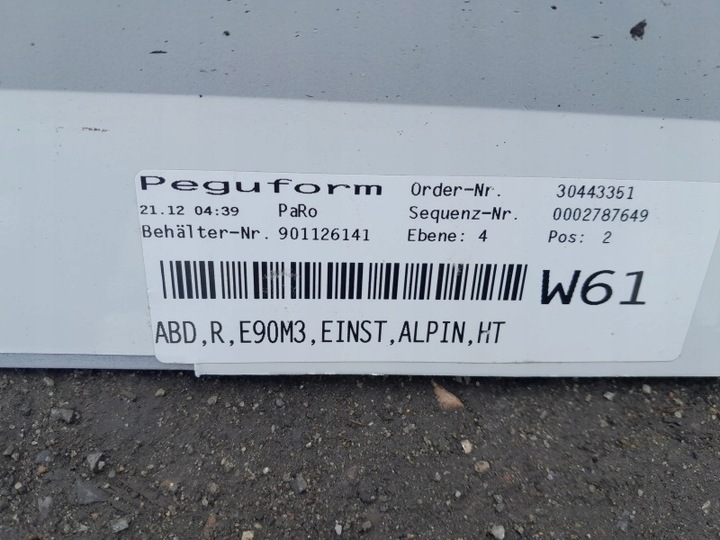 Peguform Order-Nr. 30443351
21.12 04:39 PaRo Sequenz-Nr. 0002787649
Behälter-Nr. 901126141 Ebene: 4 Pos: 2
W61
ABD,R,E90M3,EINST,ALPIN,HT